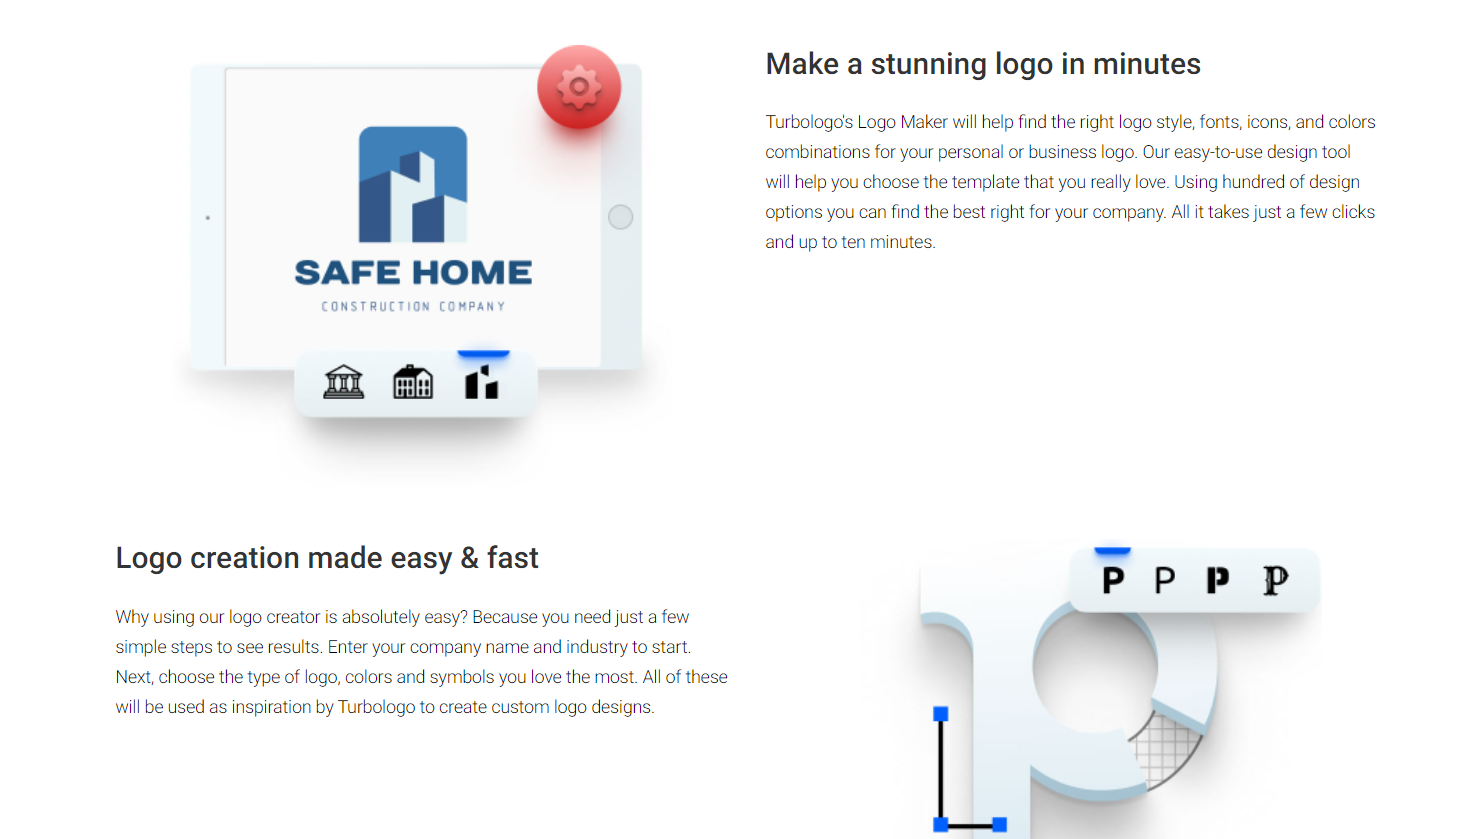 Make a stunning logo in minutes
Turbologo's Logo Maker will help find the right logo style, fonts, icons, and colors
combinations for your personal or business logo. Our easy-to-use design tool
will help you choose the template that you really love. Using hundred of design
options you can find the best right for your company. All it takes just a few clicks
and up to ten minutes.
SAFE HOME
CONSTRUCTION COMPANY
Logo creation made easy & fast
Why using our logo creator is absolutely easy? Because you need just a few
simple steps to see results. Enter your company name and industry to start.
Next, choose the type of logo, colors and symbols you love the most. All of these
will be used as inspiration by Turbologo to create custom logo designs.
P P P P
p